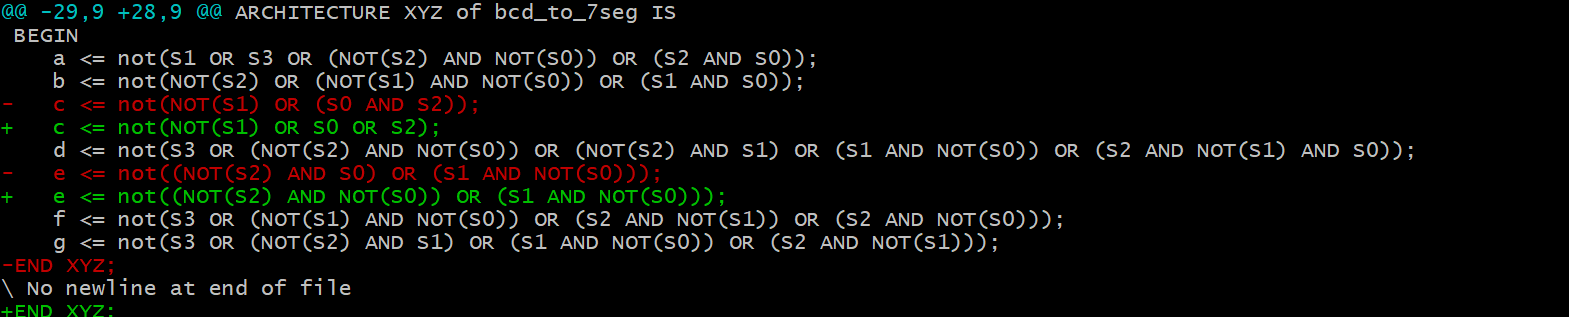 @@ -29,9 +28,9 @@ ARCHITECTURE XYZ of bcd_to_7seg IS
 BEGIN
    a <= not(S1 OR S3 OR (NOT(S2) AND NOT(S0)) OR (S2 AND S0));
    b <= not(NOT(S2) OR (NOT(S1) AND NOT(S0)) OR (S1 AND S0));
-   c <= not(NOT(S1) OR (S0 AND S2));
+   c <= not(NOT(S1) OR S0 OR S2);
    d <= not(S3 OR (NOT(S2) AND NOT(S0)) OR (NOT(S2) AND S1) OR (S1 AND NOT(S0)) OR (S2 AND NOT(S1) AND S0));
-   e <= not((NOT(S2) AND S0) OR (S1 AND NOT(S0)));
+   e <= not((NOT(S2) AND NOT(S0)) OR (S1 AND NOT(S0)));
    f <= not(S3 OR (NOT(S1) AND NOT(S0)) OR (S2 AND NOT(S1)) OR (S2 AND NOT(S0)));
    g <= not(S3 OR (NOT(S2) AND S1) OR (S1 AND NOT(S0)) OR (S2 AND NOT(S1)));
-END XYZ;
\ No newline at end of file
+END XYZ;